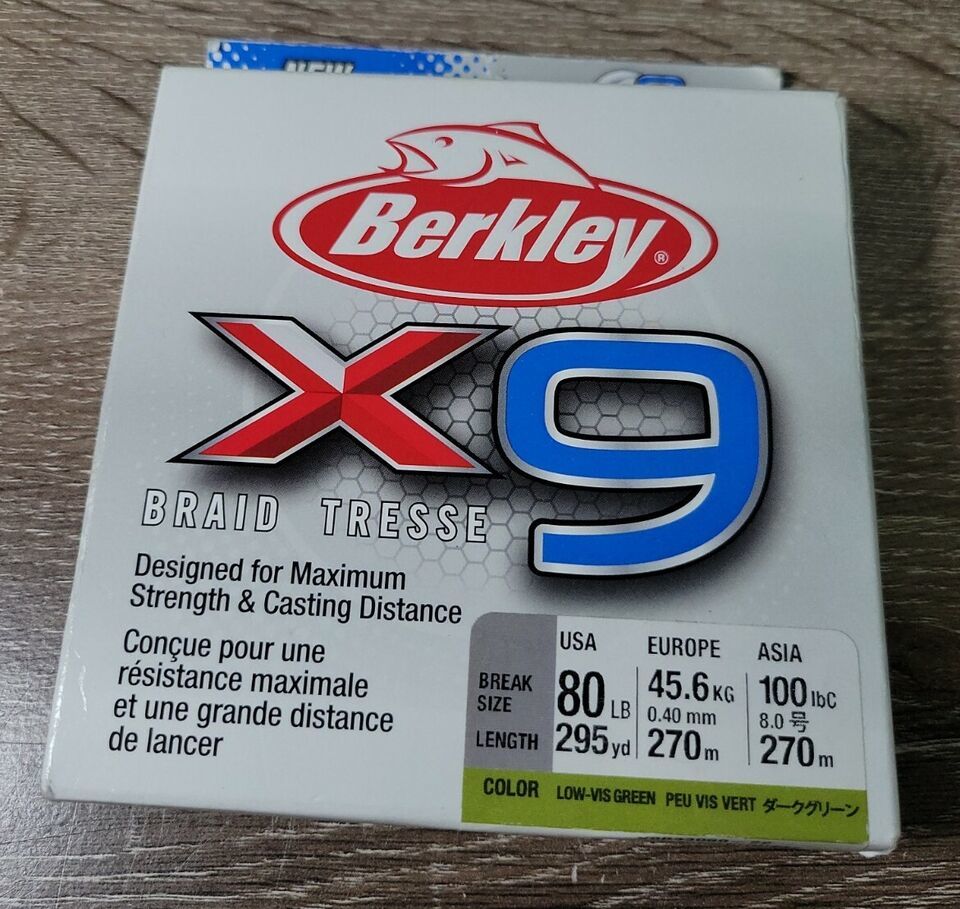 NEW
Berkley®
X9
BRAID TRESSE
Designed for Maximum
Strength & Casting Distance
Conçue pour une
résistance maximale
et une grande distance
de lancer
USA EUROPE ASIA
BREAK SIZE 80 LB 45.6 KG 0.40 mm 100 lbC 8.0 号
LENGTH 295 yd 270 m 270 m
COLOR LOW-VIS GREEN PEU VIS VERT ダークグリーン